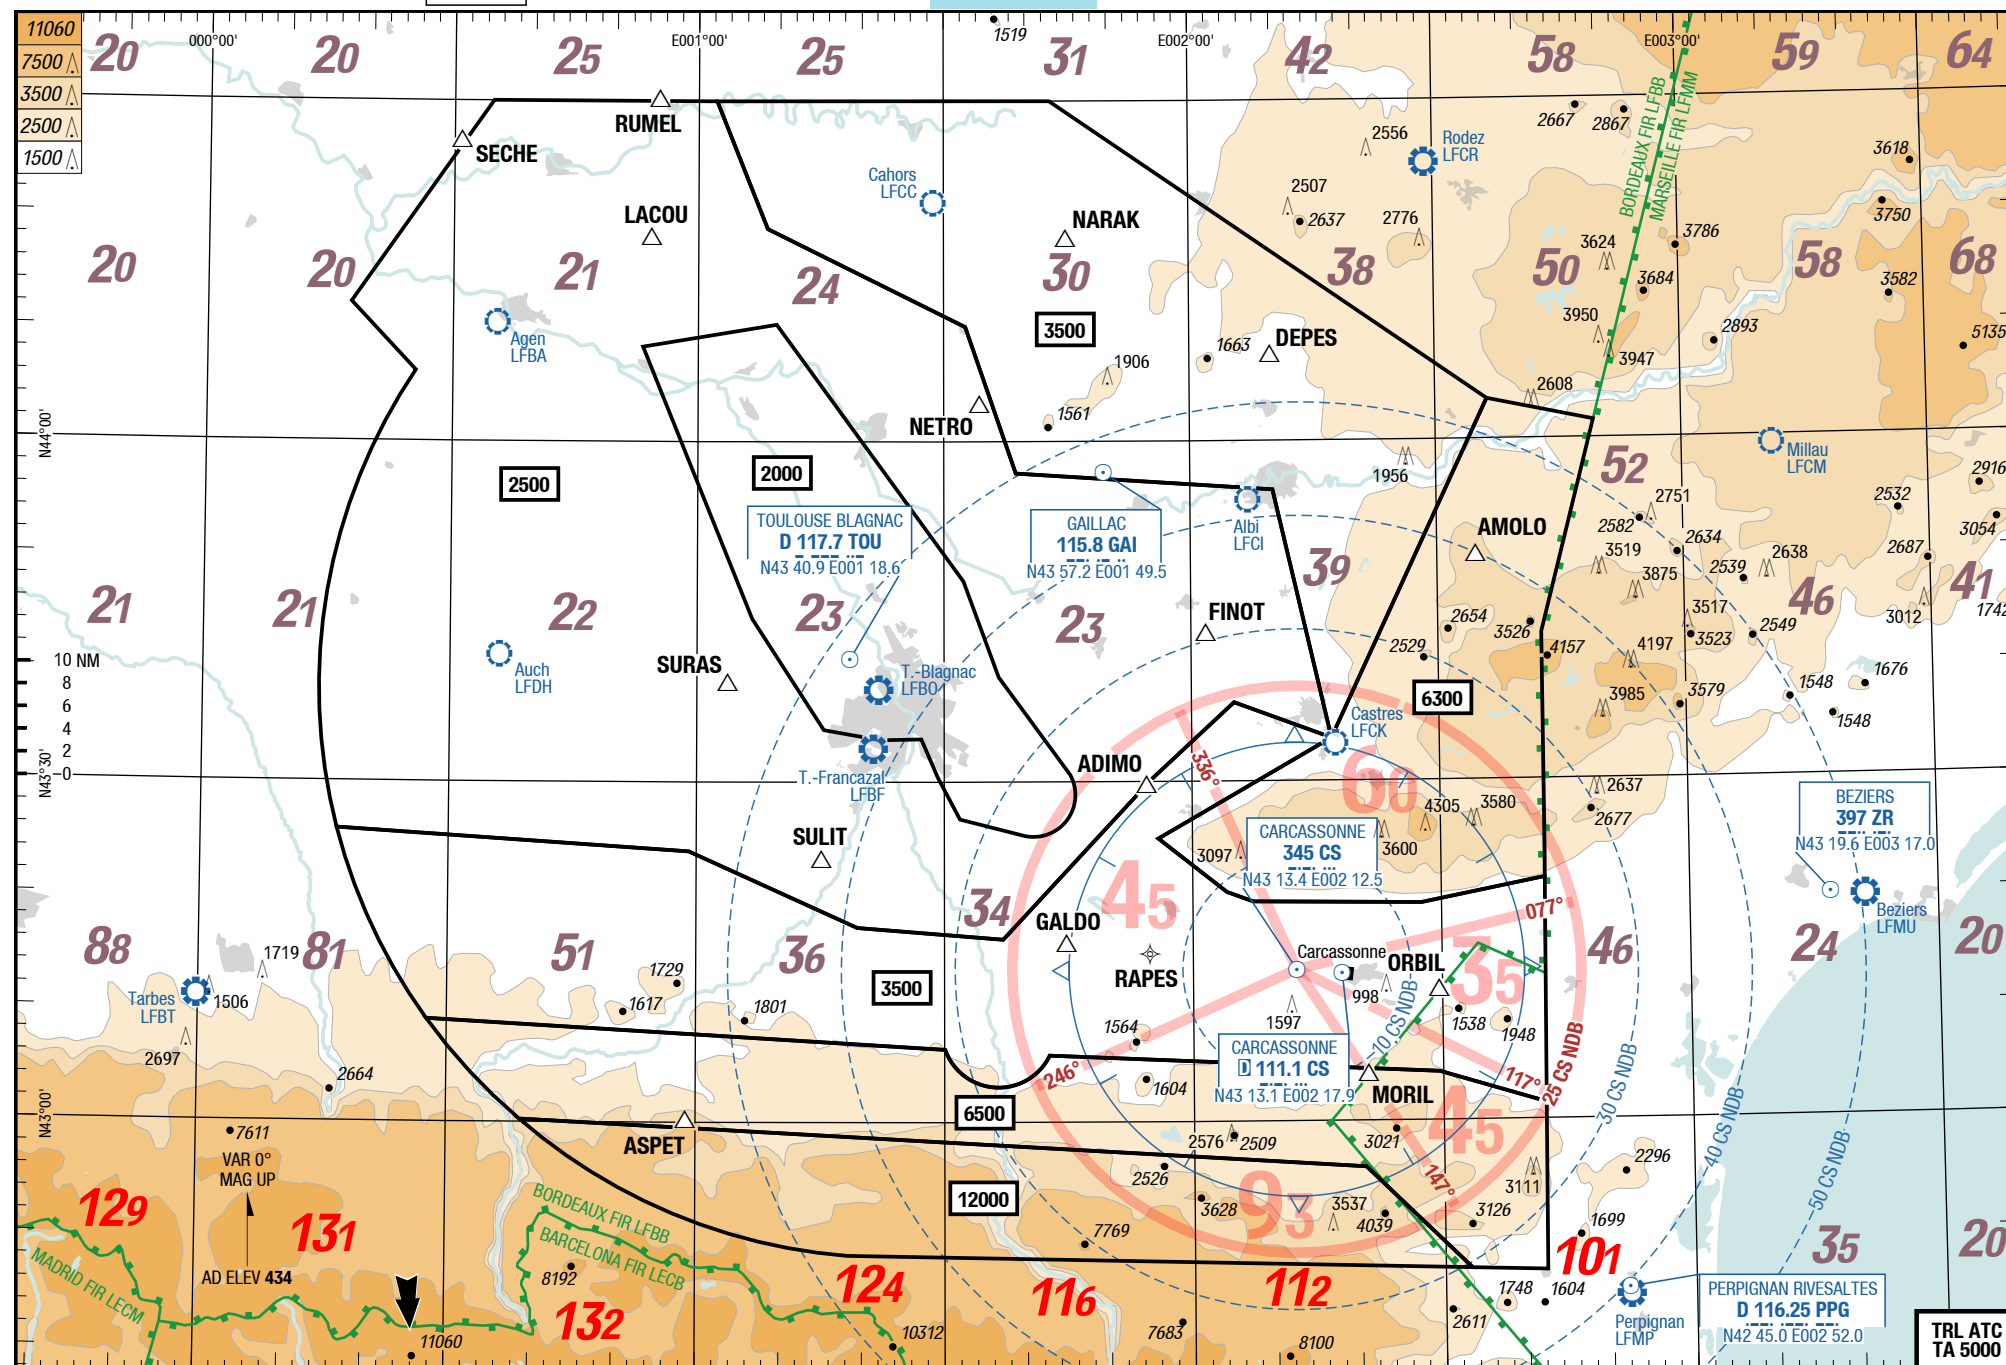 11060
7500
3500
2500
1500
000°00'
E001°00'
E002°00'
E003°00'
20
20
25
25
31
42
58
59
64
1519
RUMEL
SECHE
Cahors
LFCC
2556
Rodez
LFCR
2667
2867
BORDEAUX FIR LFBB
MARSEILLE FIR LFMM
3618
LACOU
NARAK
2507
2637
2776
3750
3786
3624
20
20
21
24
30
38
50
58
68
3684
3582
Agen
LFBA
3500
1663
DEPES
3950
3947
2893
5135
1906
2608
NETRO
1561
N44°00'
2500
2000
1956
52
Millau
LFCM
2916
TOULOUSE BLAGNAC
D 117.7 TOU
N43 40.9 E001 18.6
GAILLAC
115.8 GAI
N43 57.2 E001 49.5
Albi
LFCI
AMOLO
2751
2582
2634
2532
3054
39
3519
3875
2539
2638
2687
21
21
22
23
23
46
41
FINOT
2654
3526
3517
3523
2549
3012
1742
10 NM
8
6
4
2
0
Auch
LFDH
SURAS
T.-Blagnac
LFBO
2529
4157
4197
1676
6300
3985
3579
1548
1548
Castres
LFCK
N43°30'
T.-Francazal
LFBF
ADIMO
336°
60
4305
3580
2637
2677
BEZIERS
397 ZR
N43 19.6 E003 17.0
SULIT
CARCASSONNE
345 CS
N43 13.4 E002 12.5
3097
3600
34
45
GALDO
077°
Beziers
LFMU
88
81
51
36
46
24
20
1719
1729
RAPES
Carcassonne
ORBIL
35
Tarbes
LFBT
1506
1617
3500
998
1801
1597
1538
1948
1564
10 CS NDB
2697
CARCASSONNE
D 111.1 CS
N43 13.1 E002 17.9
2664
246°
1604
117°
25 CS NDB
30 CS NDB
40 CS NDB
50 CS NDB
MORIL
N43°00'
6500
45
7611
ASPET
2576
2509
3021
VAR 0°
MAG UP
2526
2296
3111
147°
12000
93
3628
3537
4039
3126
1699
129
131
BORDEAUX FIR LFBB
BARCELONA FIR LECB
7769
101
35
20
MADRID FIR LECM
AD ELEV 434
8192
124
116
112
132
1748
1604
PERPIGNAN RIVESALTES
D 116.25 PPG
N42 45.0 E002 52.0
11060
10312
7683
8100
2611
Perpignan
LFMP
TRL ATC
TA 5000